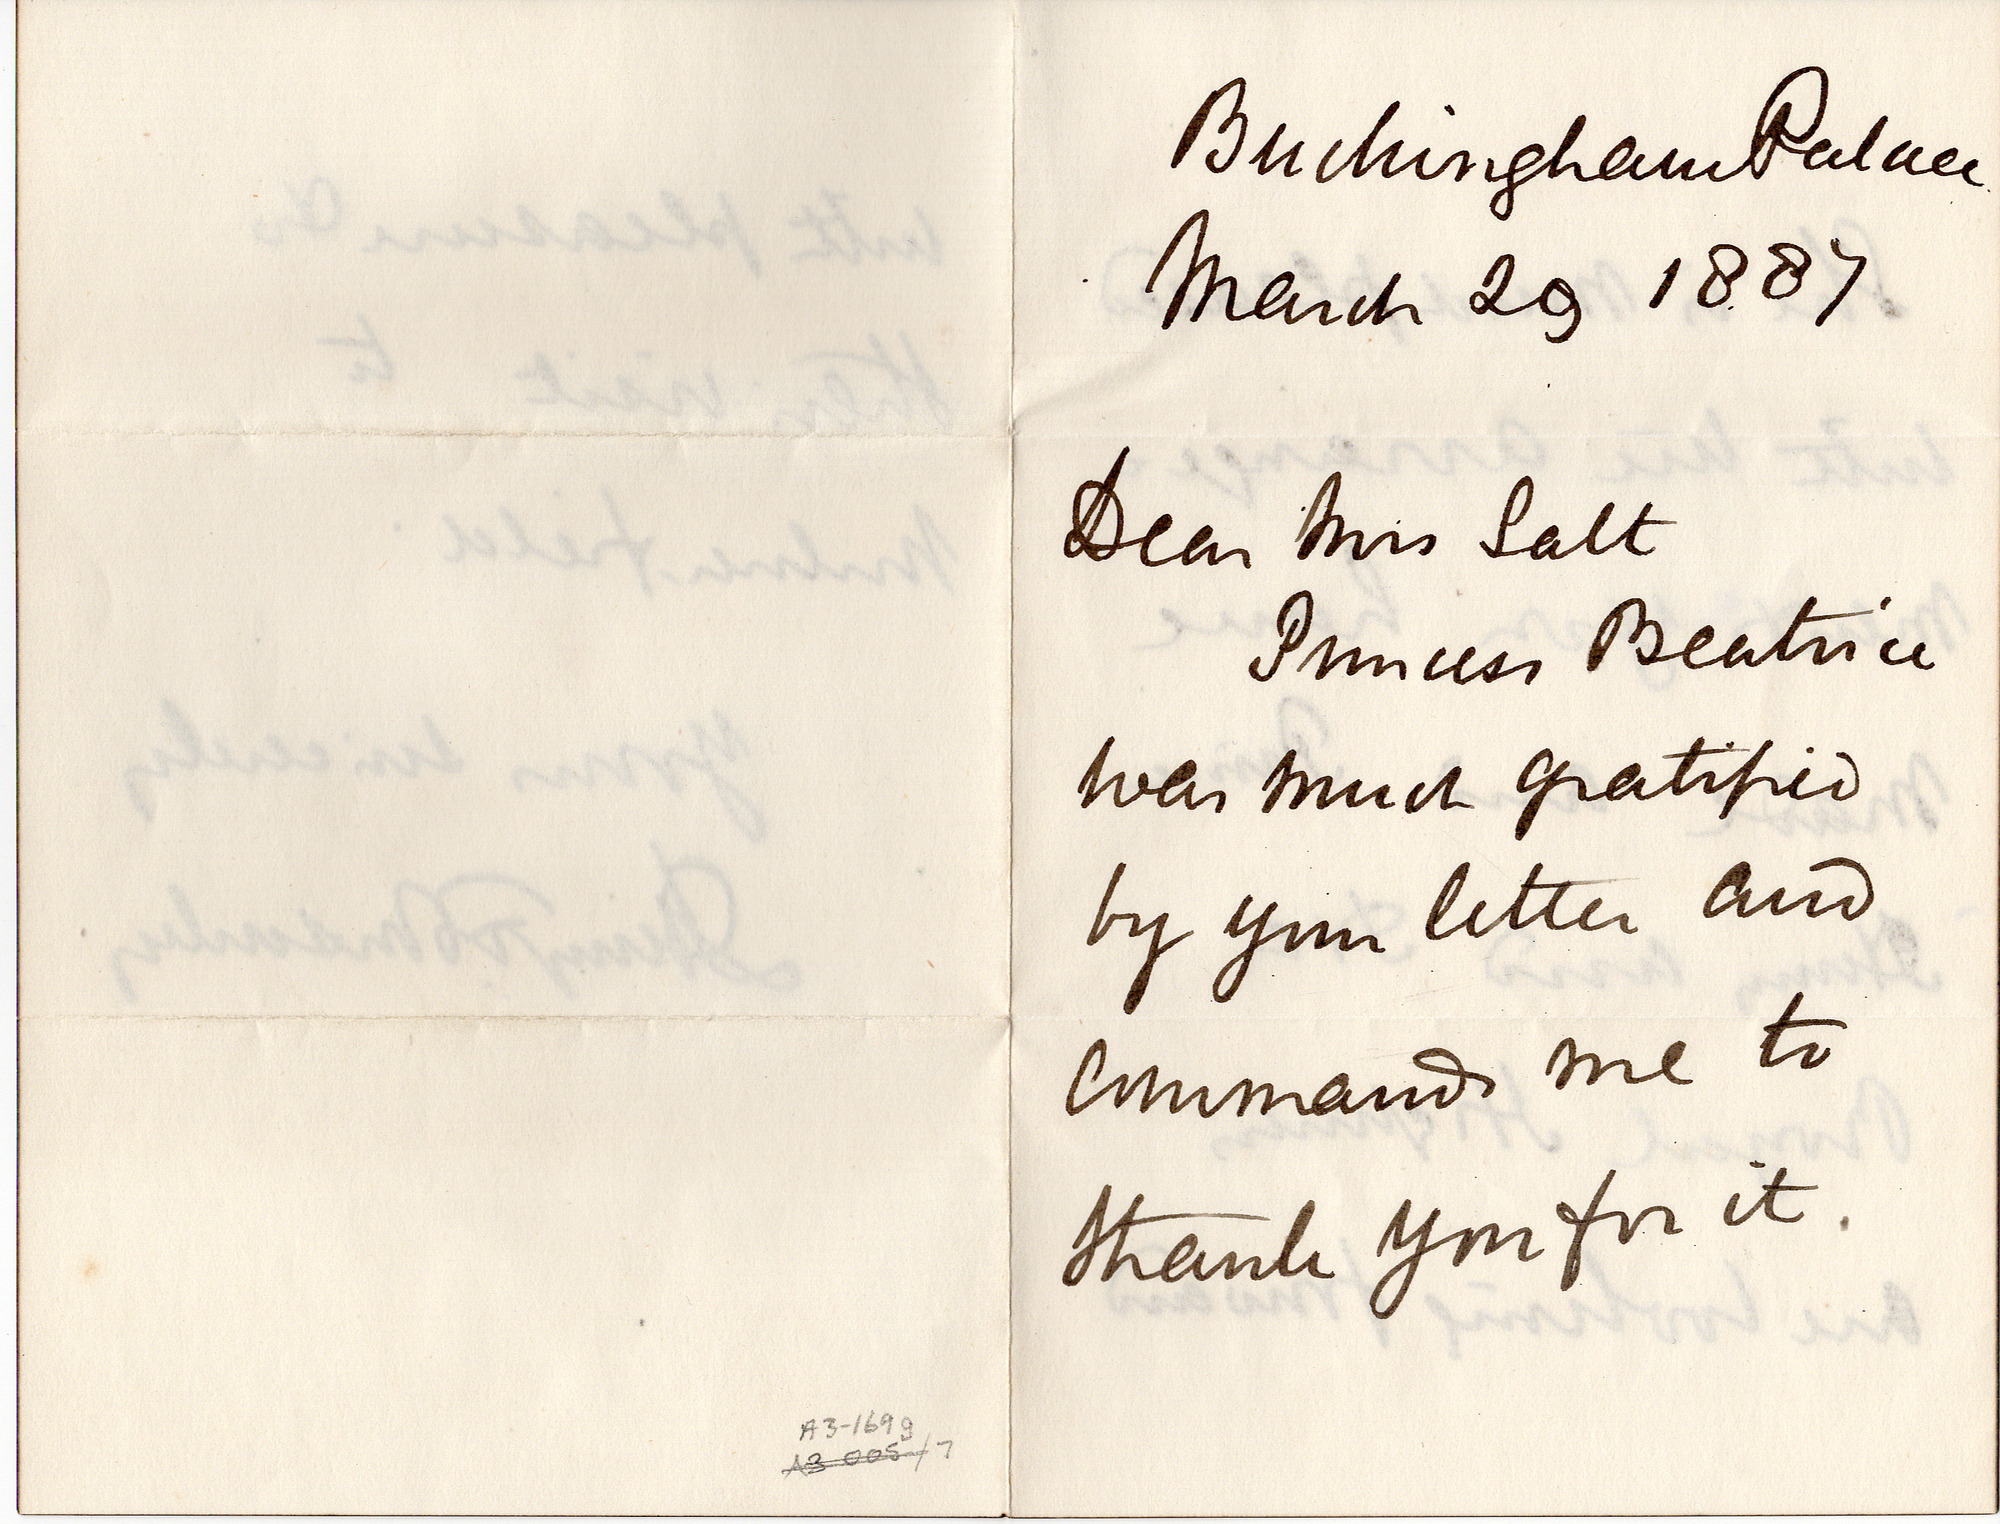 Buckingham Palace
March 29 1887
Dear Mrs Salt
Princess Beatrice
was much gratified
by your letter and
commands me to
thank you for it.
A3-1699
A3 005/7